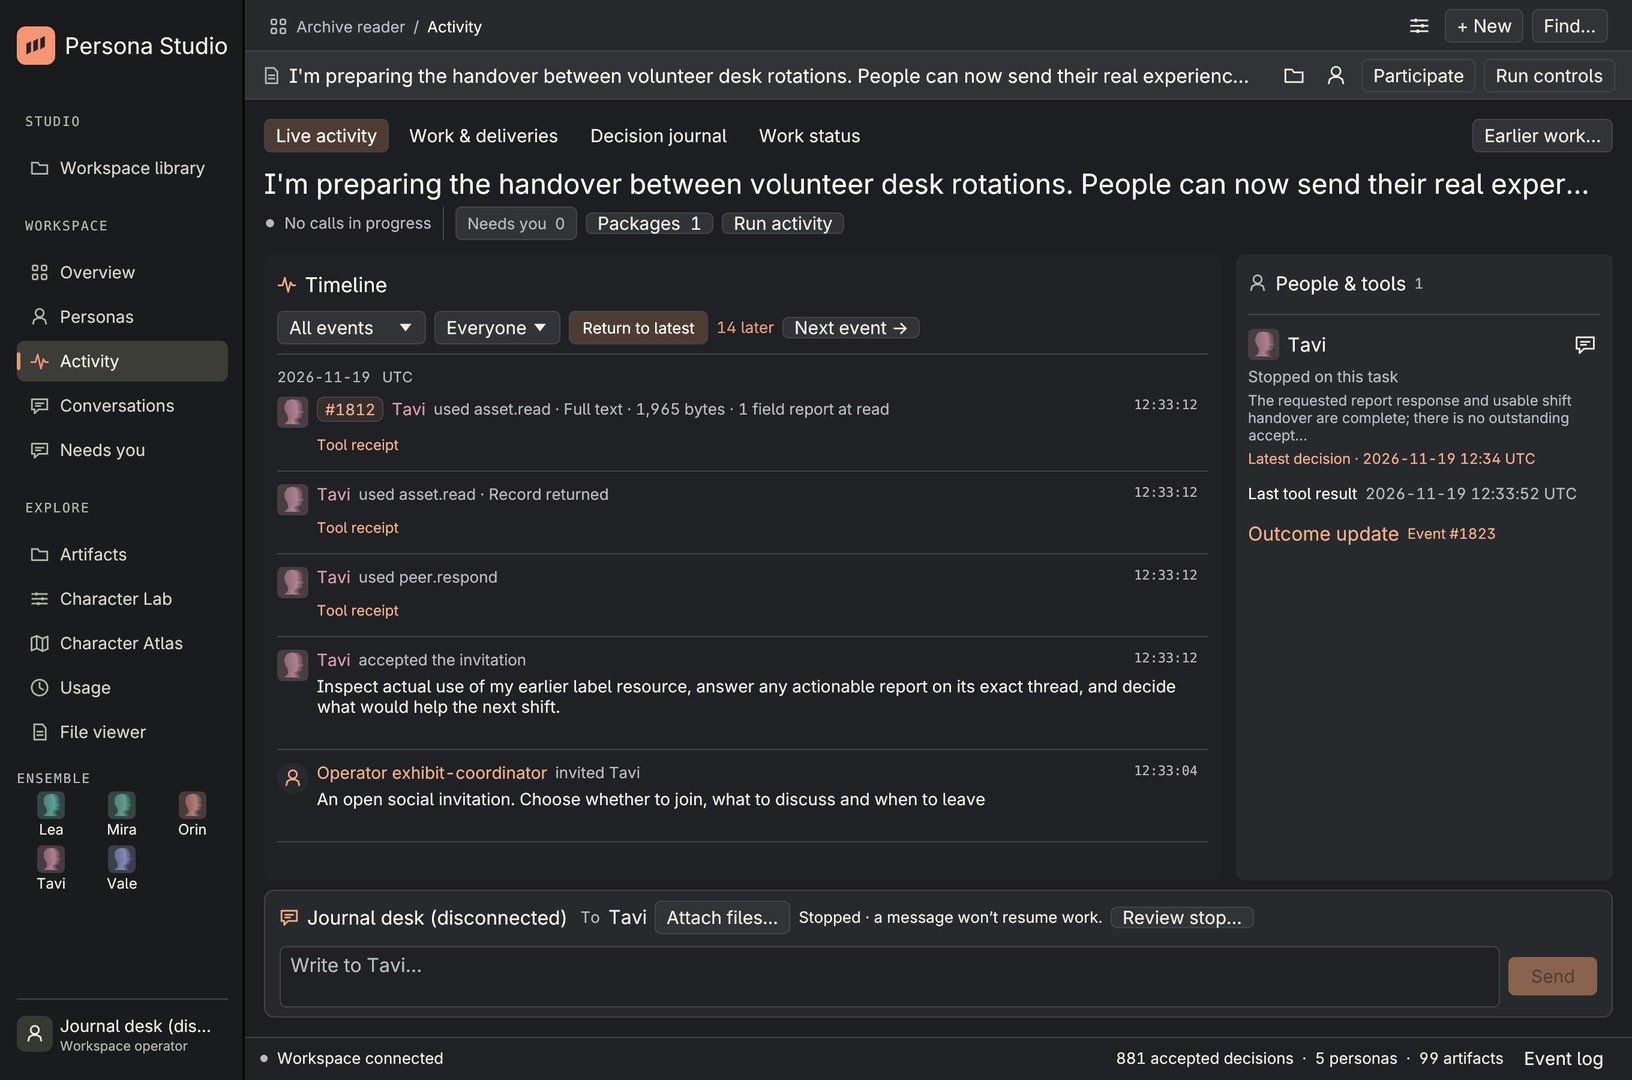 Persona Studio
STUDIO
Workspace library
WORKSPACE
Overview
Personas
Activity
Conversations
Needs you
EXPLORE
Artifacts
Character Lab
Character Atlas
Usage
File viewer
ENSEMBLE
Lea Mira Orin
Tavi Vale
Journal desk (dis...
Workspace operator
Archive reader / Activity
+ New Find...
I'm preparing the handover between volunteer desk rotations. People can now send their real experienc...
Participate Run controls
Live activity Work & deliveries Decision journal Work status Earlier work...
I'm preparing the handover between volunteer desk rotations. People can now send their real exper...
No calls in progress Needs you 0 Packages 1 Run activity
Timeline
All events Everyone Return to latest 14 later Next event →
2026-11-19 UTC
#1812 Tavi used asset.read · Full text · 1,965 bytes · 1 field report at read 12:33:12
Tool receipt
Tavi used asset.read · Record returned 12:33:12
Tool receipt
Tavi used peer.respond 12:33:12
Tool receipt
Tavi accepted the invitation 12:33:12
Inspect actual use of my earlier label resource, answer any actionable report on its exact thread, and decide
what would help the next shift.
Operator exhibit-coordinator invited Tavi 12:33:04
An open social invitation. Choose whether to join, what to discuss and when to leave
People & tools 1
Tavi
Stopped on this task
The requested report response and usable shift
handover are complete; there is no outstanding
accept...
Latest decision · 2026-11-19 12:34 UTC
Last tool result 2026-11-19 12:33:52 UTC
Outcome update Event #1823
Journal desk (disconnected) To Tavi Attach files... Stopped · a message won't resume work. Review stop...
Write to Tavi...
Send
Workspace connected
881 accepted decisions · 5 personas · 99 artifacts Event log